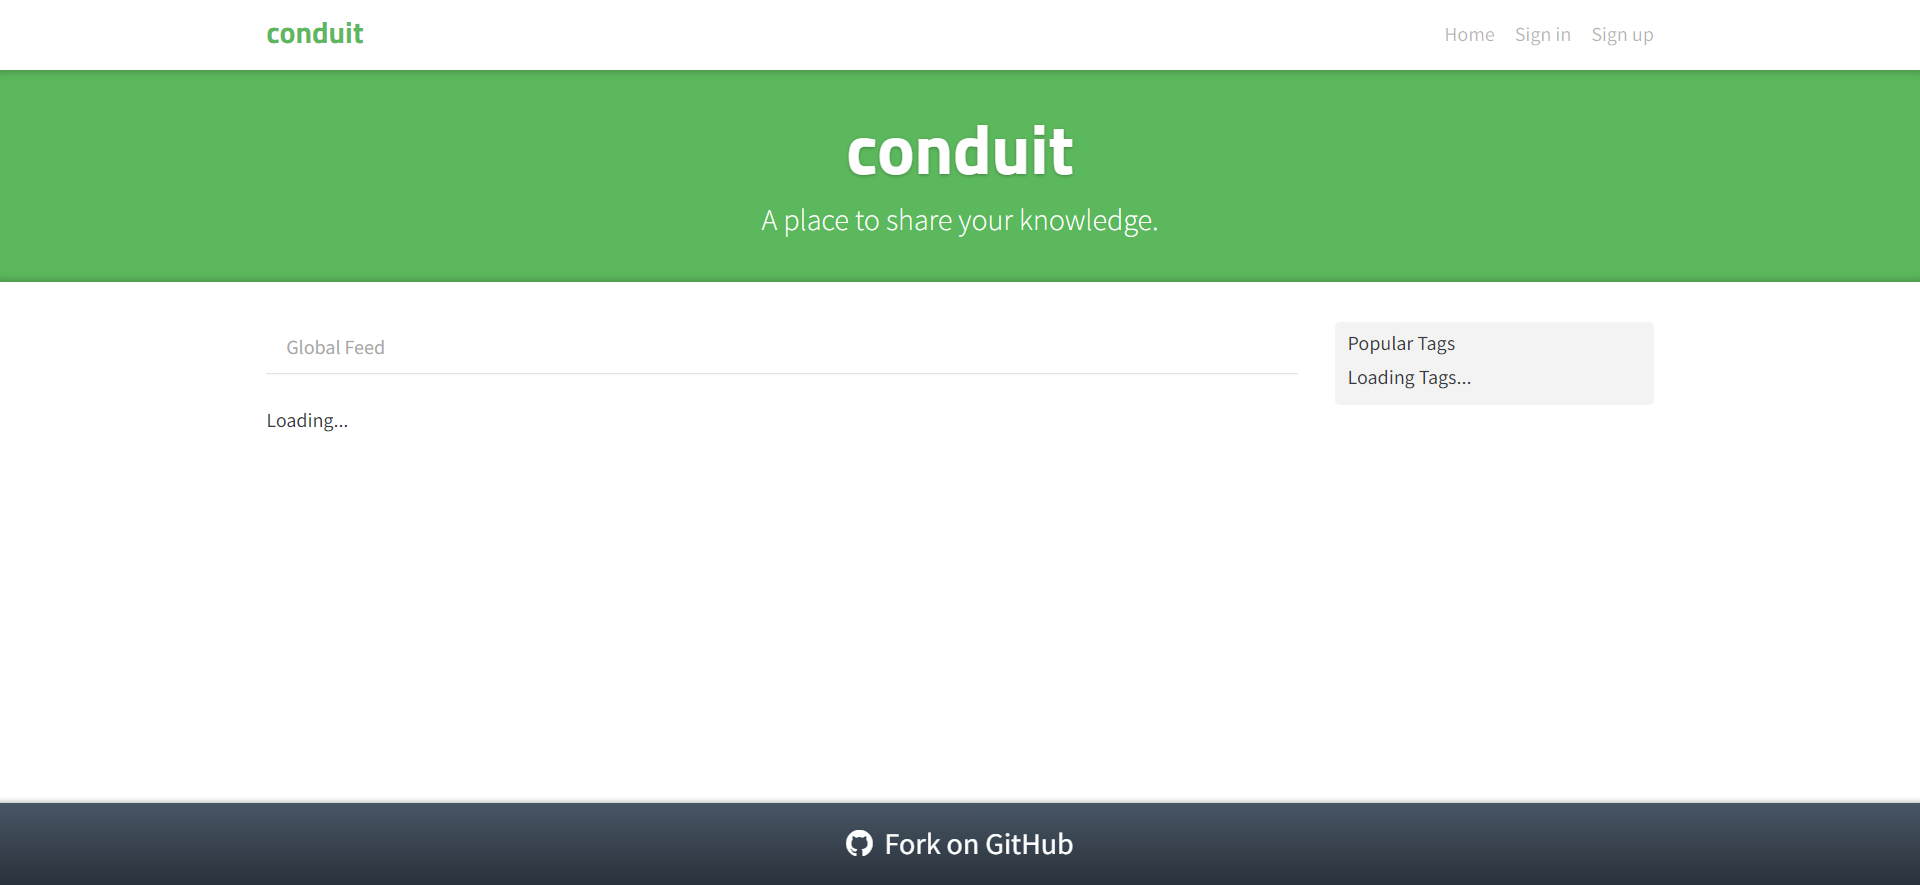 conduit
Home Sign in Sign up
conduit
A place to share your knowledge.
Global Feed
Loading...
Popular Tags
Loading Tags...
Fork on GitHub